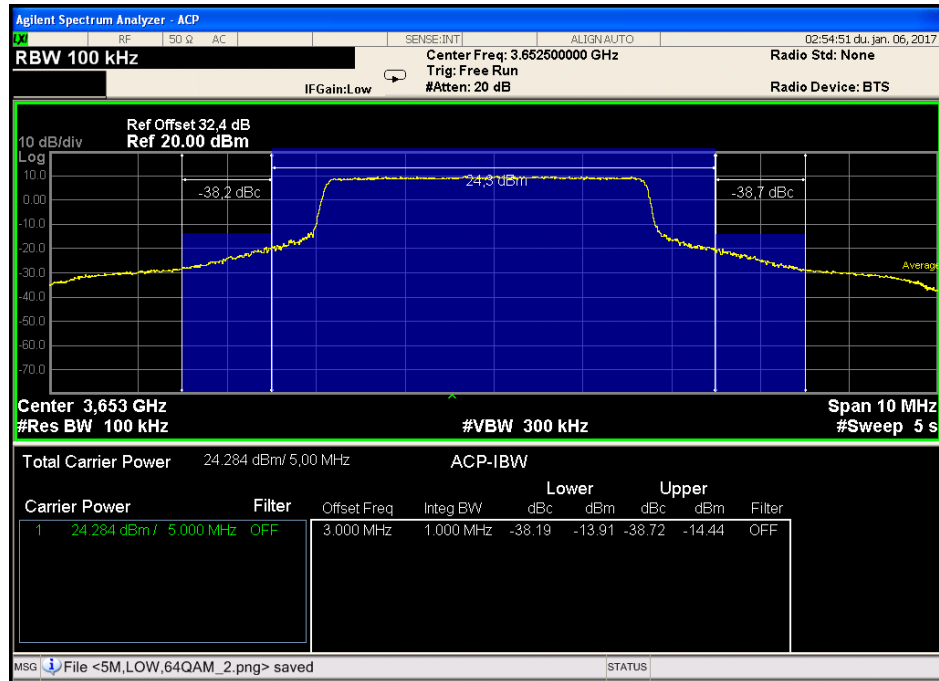 Agilent Spectrum Analyzer - ACP
LXI RF 50 Ω AC SENSE:INT ALIGN AUTO 02:54:51 du. jan. 06, 2017
RBW 100 kHz Center Freq: 3.652500000 GHz Radio Std: None
Trig: Free Run
IFGain:Low #Atten: 20 dB Radio Device: BTS
Ref Offset 32,4 dB
10 dB/div Ref 20.00 dBm
Log
10.0
24,3 dBm
-38,2 dBc -38,7 dBc
0.00
-10.0
-20.0
Average
-30.0
-40.0
-50.0
-60.0
-70.0
Center 3,653 GHz Span 10 MHz
#Res BW 100 kHz #VBW 300 kHz #Sweep 5 s
Total Carrier Power 24.284 dBm/ 5,00 MHz ACP-IBW
Lower Upper
Carrier Power Filter Offset Freq Integ BW dBc dBm dBc dBm Filter
1 24.284 dBm / 5.000 MHz OFF 3.000 MHz 1.000 MHz -38.19 -13.91 -38.72 -14.44 OFF
MSG File <5M,LOW,64QAM_2.png> saved STATUS